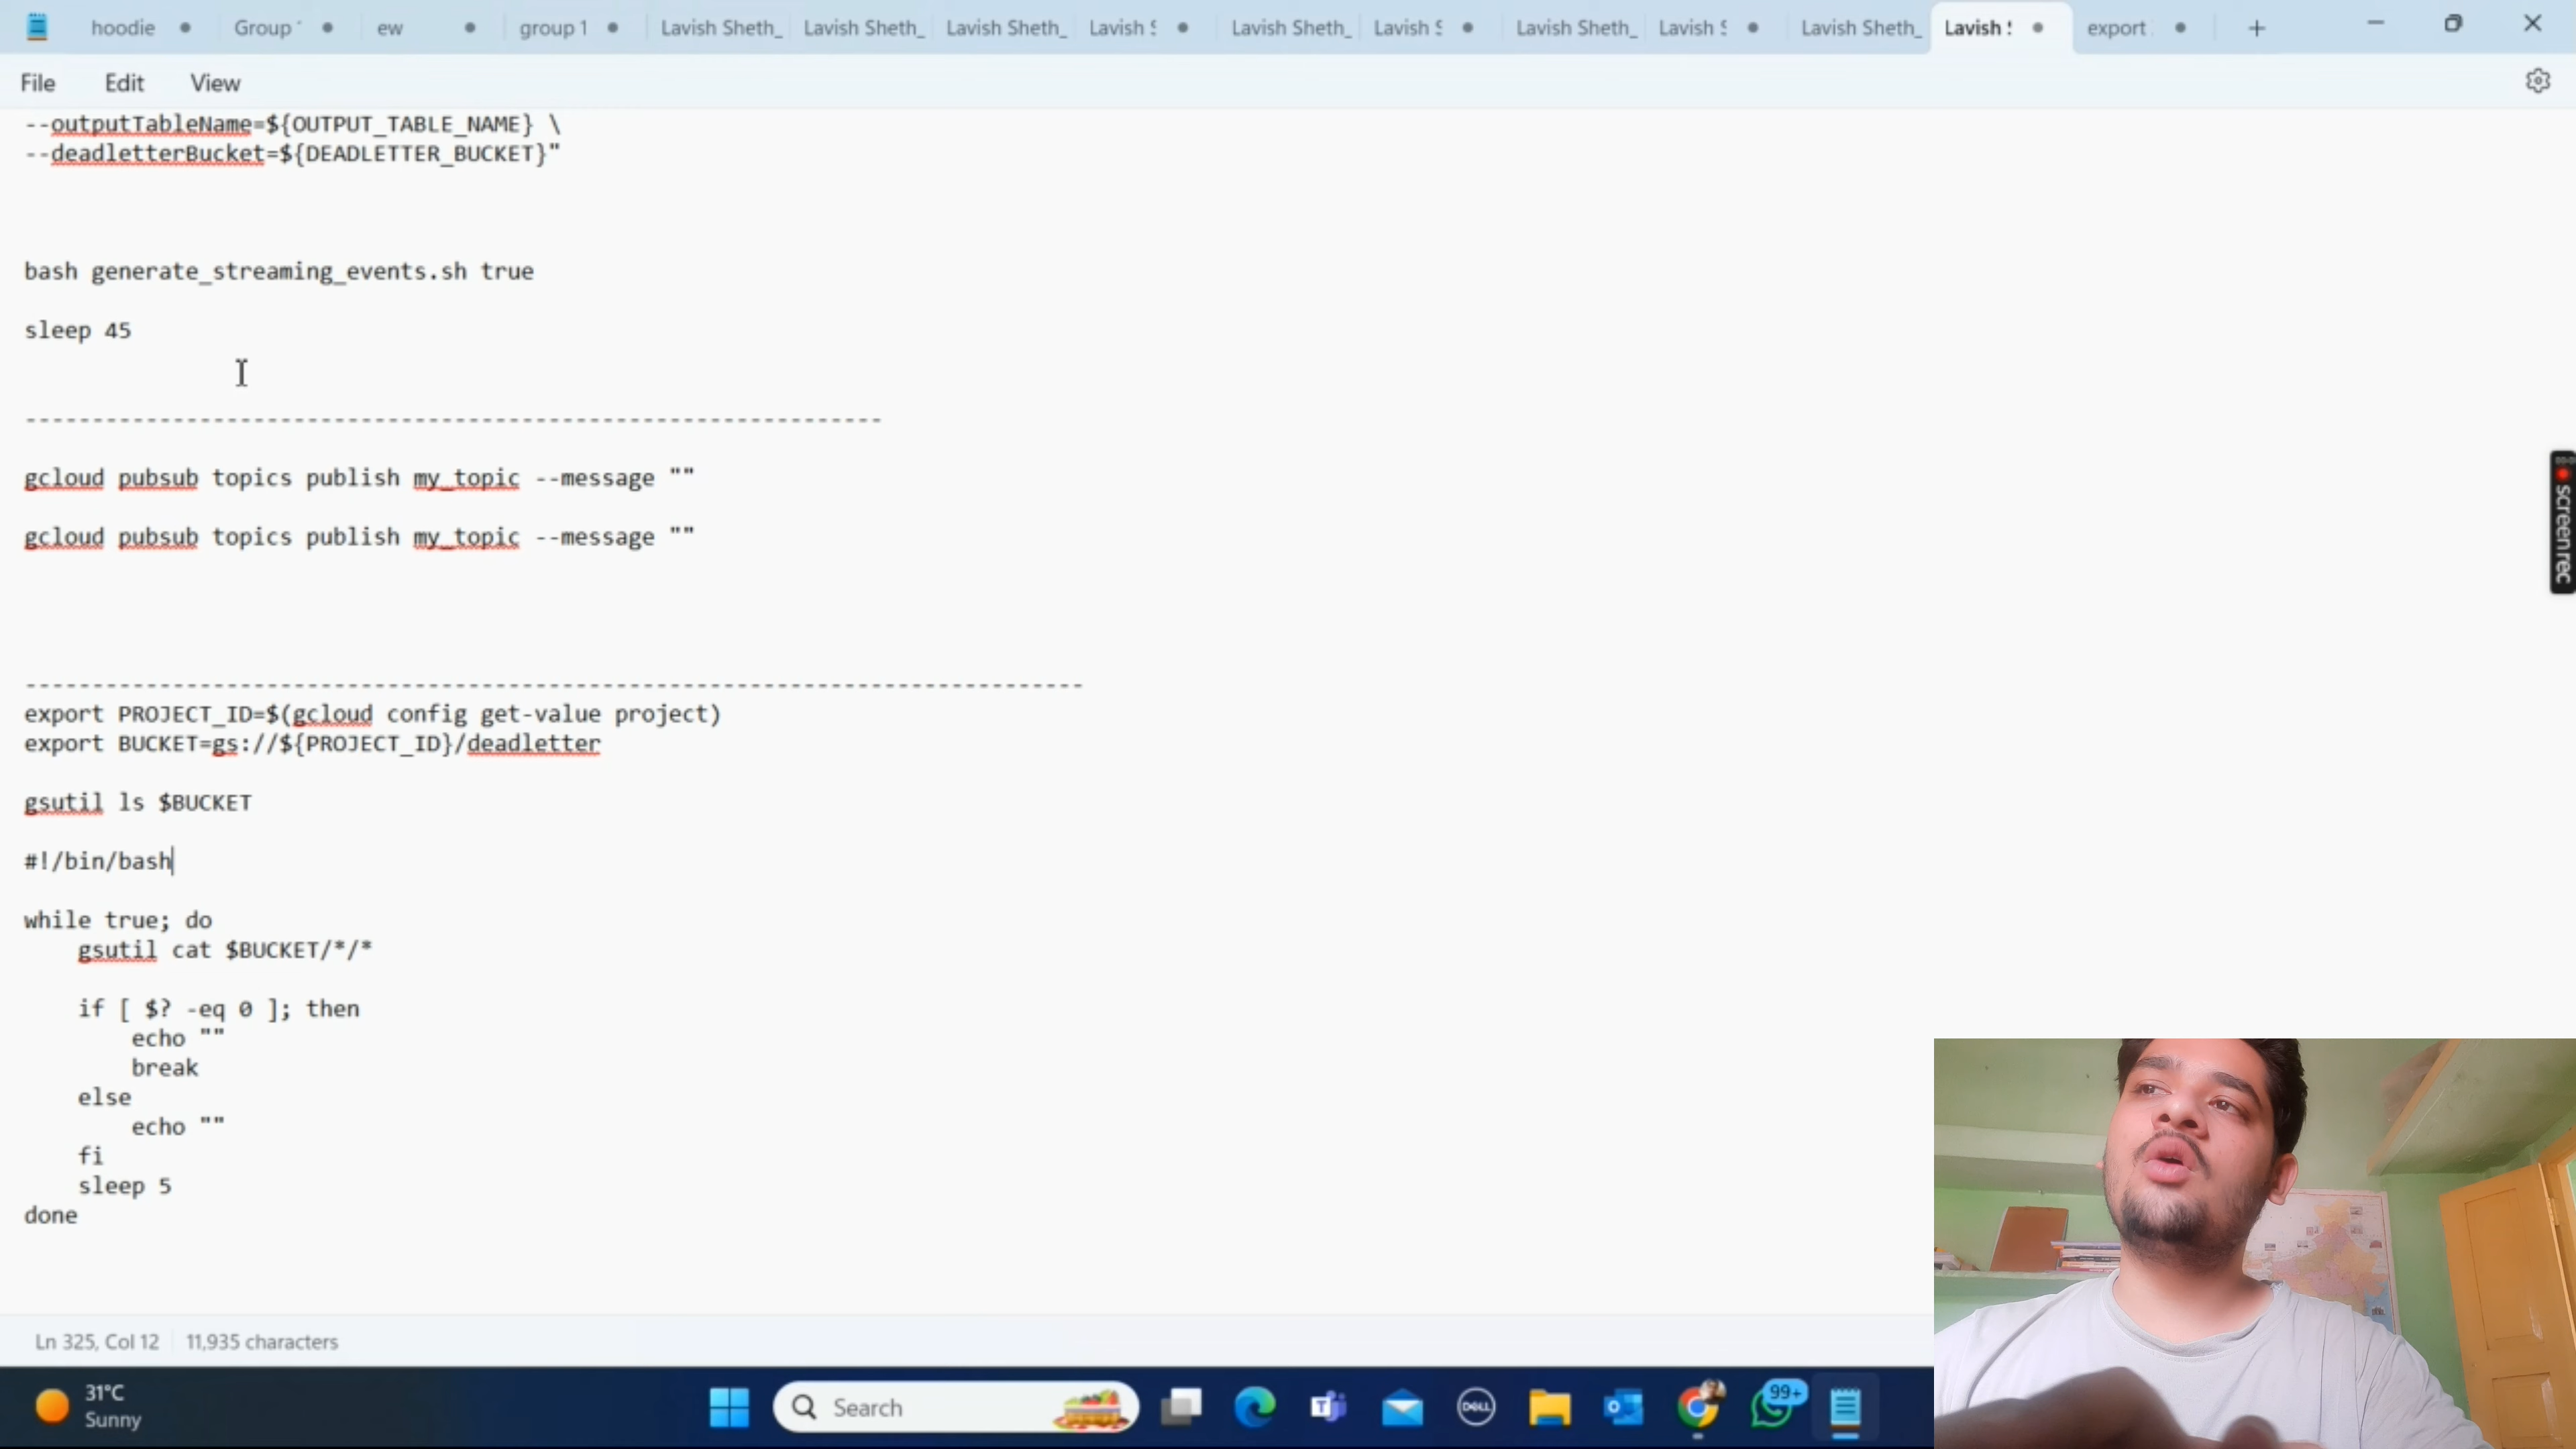 hoodie
Group
ew
group 1
Lavish Sheth_
Lavish Sheth_
Lavish Sheth_
Lavish
Lavish Sheth_
Lavish
Lavish Sheth_
Lavish
Lavish Sheth_
Lavish
export
File Edit View
--outputTableName=${OUTPUT_TABLE_NAME} \
--deadletterBucket=${DEADLETTER_BUCKET}"
bash generate_streaming_events.sh true
sleep 45
----------------------------------------------------------------
gcloud pubsub topics publish my_topic --message ""
gcloud pubsub topics publish my_topic --message ""
-------------------------------------------------------------------------------
export PROJECT_ID=$(gcloud config get-value project)
export BUCKET=gs://${PROJECT_ID}/deadletter
gsutil ls $BUCKET
#!/bin/bash
while true; do
gsutil cat $BUCKET/*/*
if [ $? -eq 0 ]; then
echo ""
break
else
echo ""
fi
sleep 5
done
screenrec
Ln 325, Col 12 11,935 characters
31°C
Sunny
Search
DELL
99+